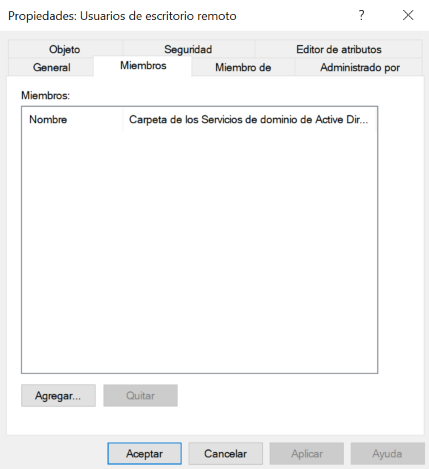 Propiedades: Usuarios de escritorio remoto ? ×
Objeto Seguridad Editor de atributos
General Miembros Miembro de Administrado por
Miembros:
Nombre Carpeta de los Servicios de dominio de Active Dir...
Agregar... Quitar
Aceptar Cancelar Aplicar Ayuda